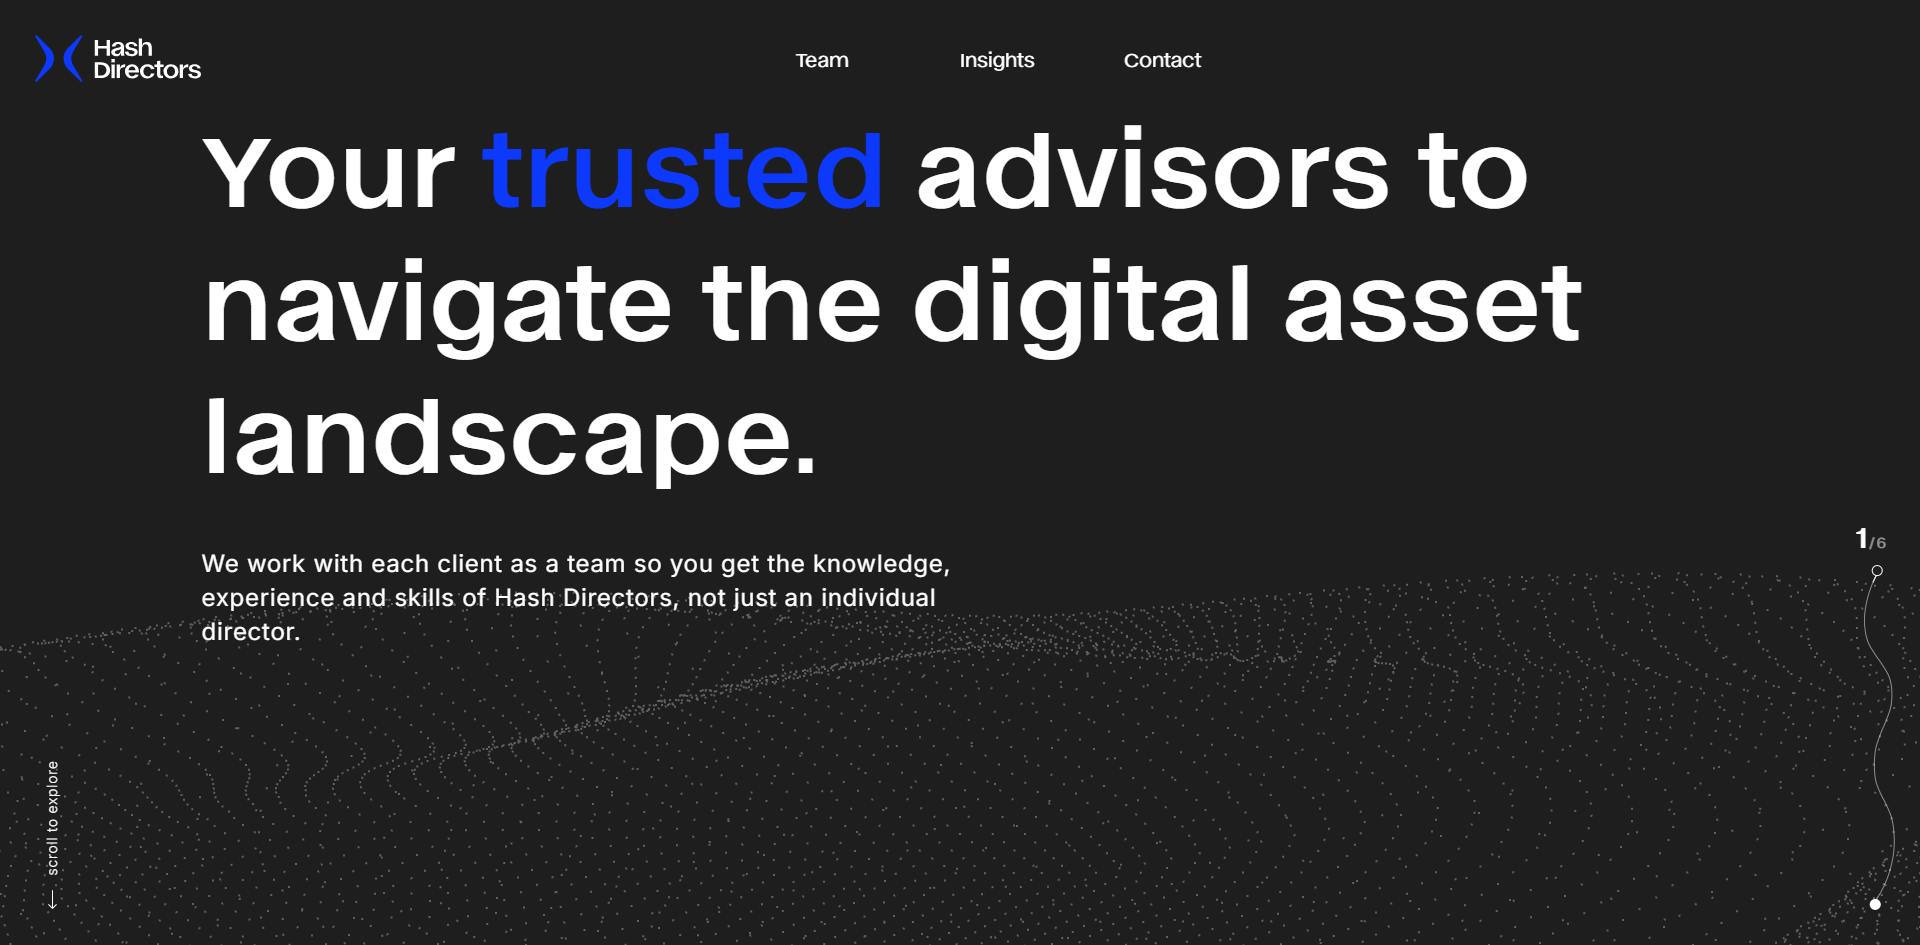 Hash
Directors
Team
Insights
Contact
Your trusted advisors to
navigate the digital asset
landscape.
We work with each client as a team so you get the knowledge,
experience and skills of Hash Directors, not just an individual
director.
1/6
scroll to explore